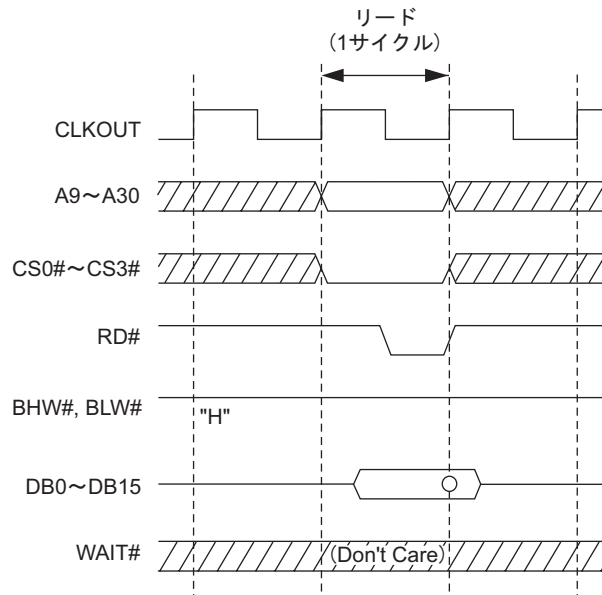 リード
(1サイクル)
CLKOUT
A9～A30
CS0#～CS3#
RD#
BHW#, BLW#
"H"
DB0～DB15
WAIT#
(Don't Care)